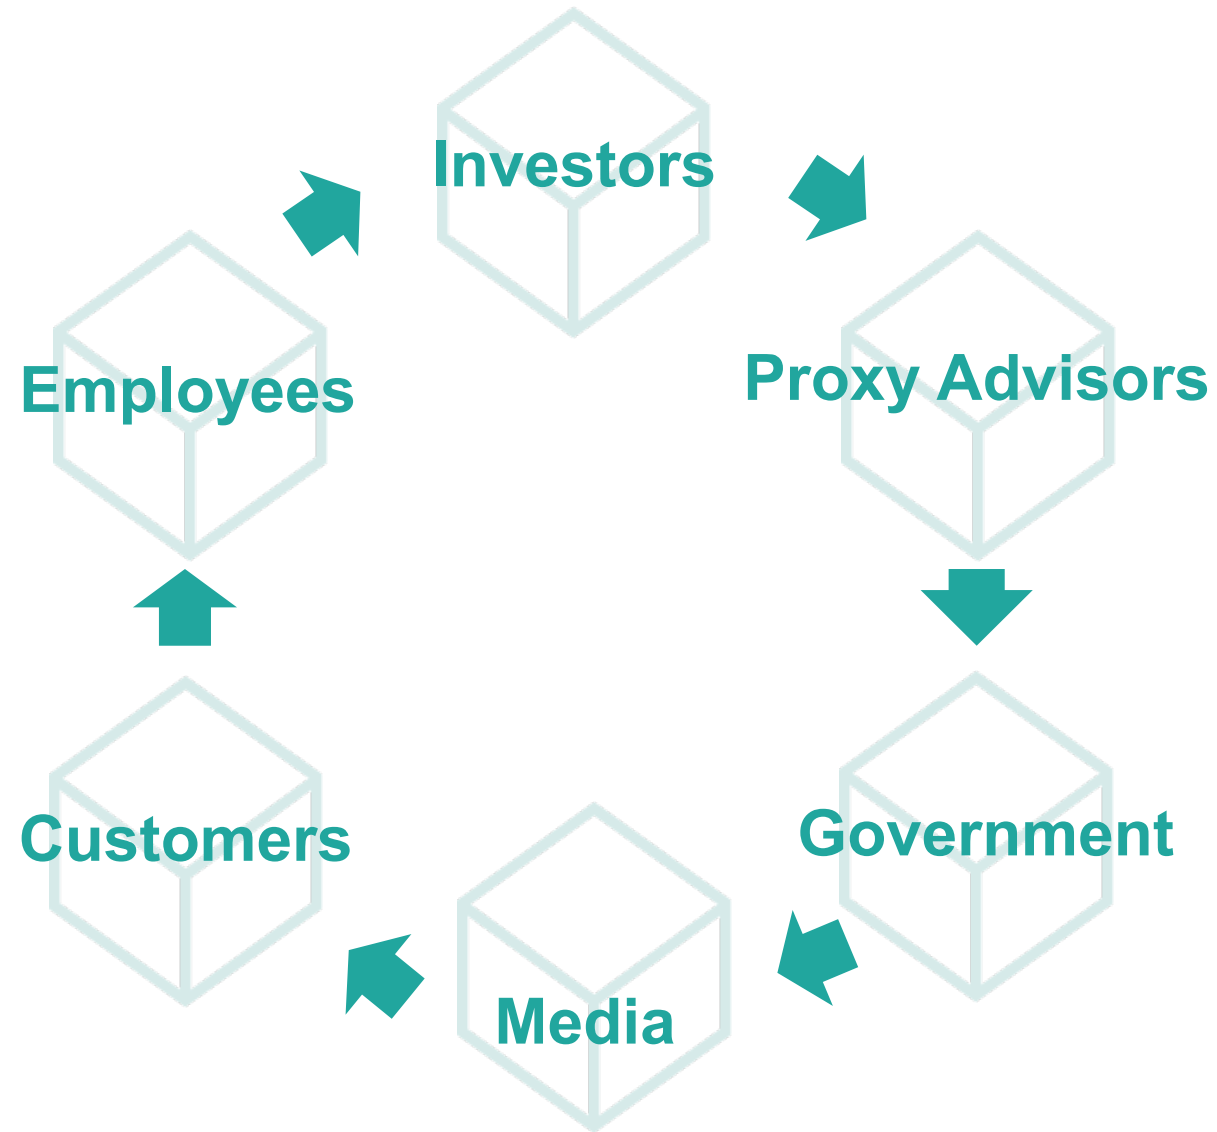 Investors
Proxy Advisors
Employees
Government
Customers
Media